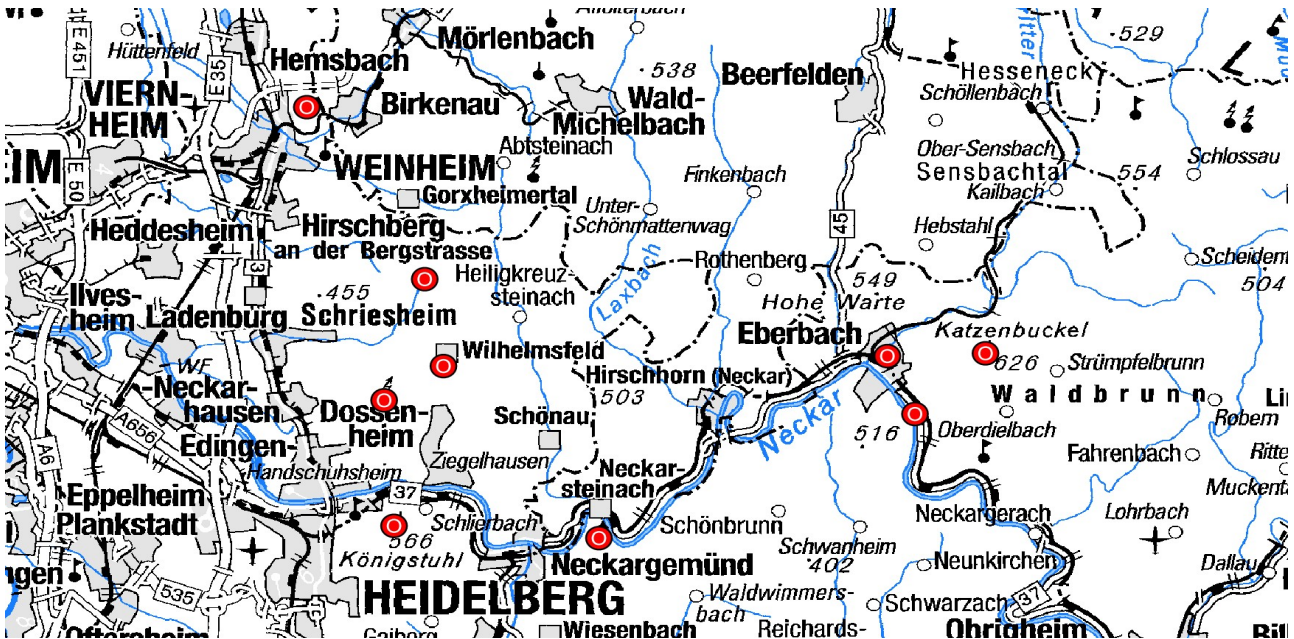 Hüttenfeld
E 451
E 35
Hemsbach
Mörlenbach
·538
Beerfelden
Hesseneck
·529
Schöllenbach
VIERN-
HEIM
Birkenau
Wald-
Michelbach
Abtsteinach
Ober-Sensbach
Sensbachtal
Kailbach
554
Schlossau
E 50
WEINHEIM
Gorxheimertal
Finkenbach
Unter-
Schönmattenwag
45
Hebstahl
Heddesheim
Hirschberg
an der Bergstrasse
3
Laxbach
Rothenberg
549
Hohe Warte
504
Heiligkreuz-
steinach
Ilves-
heim
Ladenburg
·455
Schriesheim
Eberbach
Katzenbuckel
626
Strümpfelbrunn
WF
Wilhelmsfeld
Hirschhorn (Neckar)
503
Waldbrunn
-Neckar-
hausen
A656
Dossen-
heim
Schönau
Neckar
·516
Oberdielbach
Robern
Edingen-
A6
Handschuhsheim
Ziegelhausen
Neckar-
steinach
Fahrenbach
Eppelheim
Plankstadt
37
Schlierbach
Schönbrunn
Neckargerach
Lohrbach
566
Königstuhl
Schwanheim
402
Neckargemünd
Neunkirchen
Dallau
535
HEIDELBERG
Waldwimmers-
bach
Schwarzach
37
Gaiberg
Wiesenbach
Reichards-
Obrigheim
Oftersheim